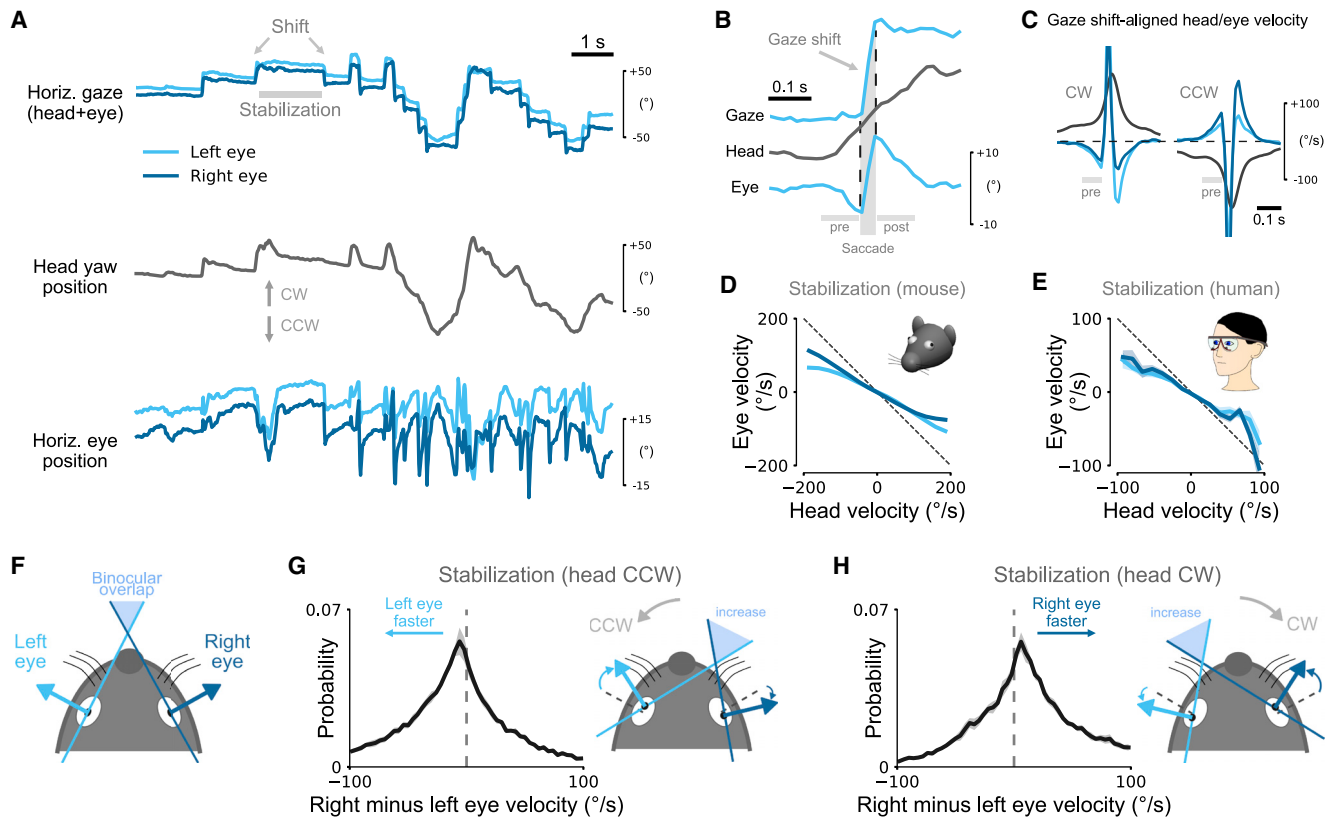 A
Shift
1 s
Horiz. gaze
(head+eye)
Stabilization
+50
(°)
-50
Left eye
Right eye
Head yaw
position
CW
CCW
+50
(°)
-50
Horiz. eye
position
+15
(°)
-15
B
Gaze shift
0.1 s
Gaze
Head
Eye
+10
(°)
-10
pre
post
Saccade
C
Gaze shift-aligned head/eye velocity
CW
CCW
+100
(°/s)
-100
pre
pre
0.1 s
D
Stabilization (mouse)
200
0
−200
Eye velocity
(°/s)
−200
0
200
Head velocity (°/s)
E
Stabilization (human)
100
0
−100
Eye velocity
(°/s)
−100
0
100
Head velocity (°/s)
F
Binocular
overlap
Left
eye
Right
eye
G
Stabilization (head CCW)
0.07
0
Probability
Left eye
faster
−100
100
Right minus left eye velocity (°/s)
CCW
increase
H
Stabilization (head CW)
0.07
0
Probability
Right eye
faster
−100
100
Right minus left eye velocity (°/s)
increase
CW